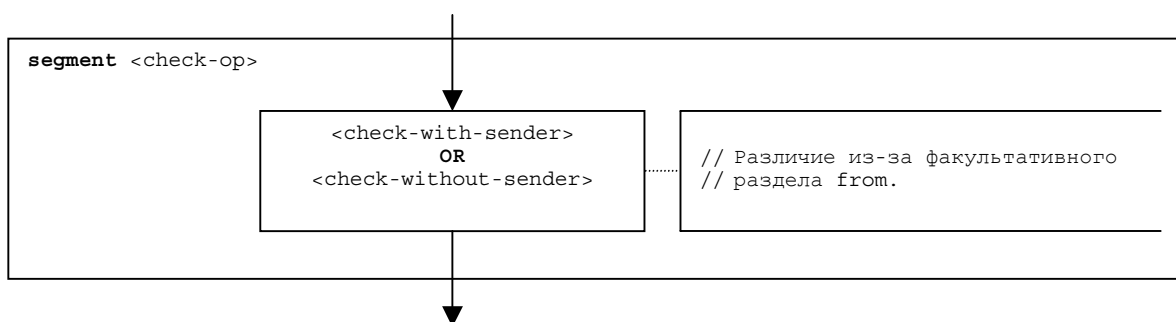 segment <check-op>
<check-with-sender>
OR
<check-without-sender>
// Различие из-за факультативного
// раздела from.